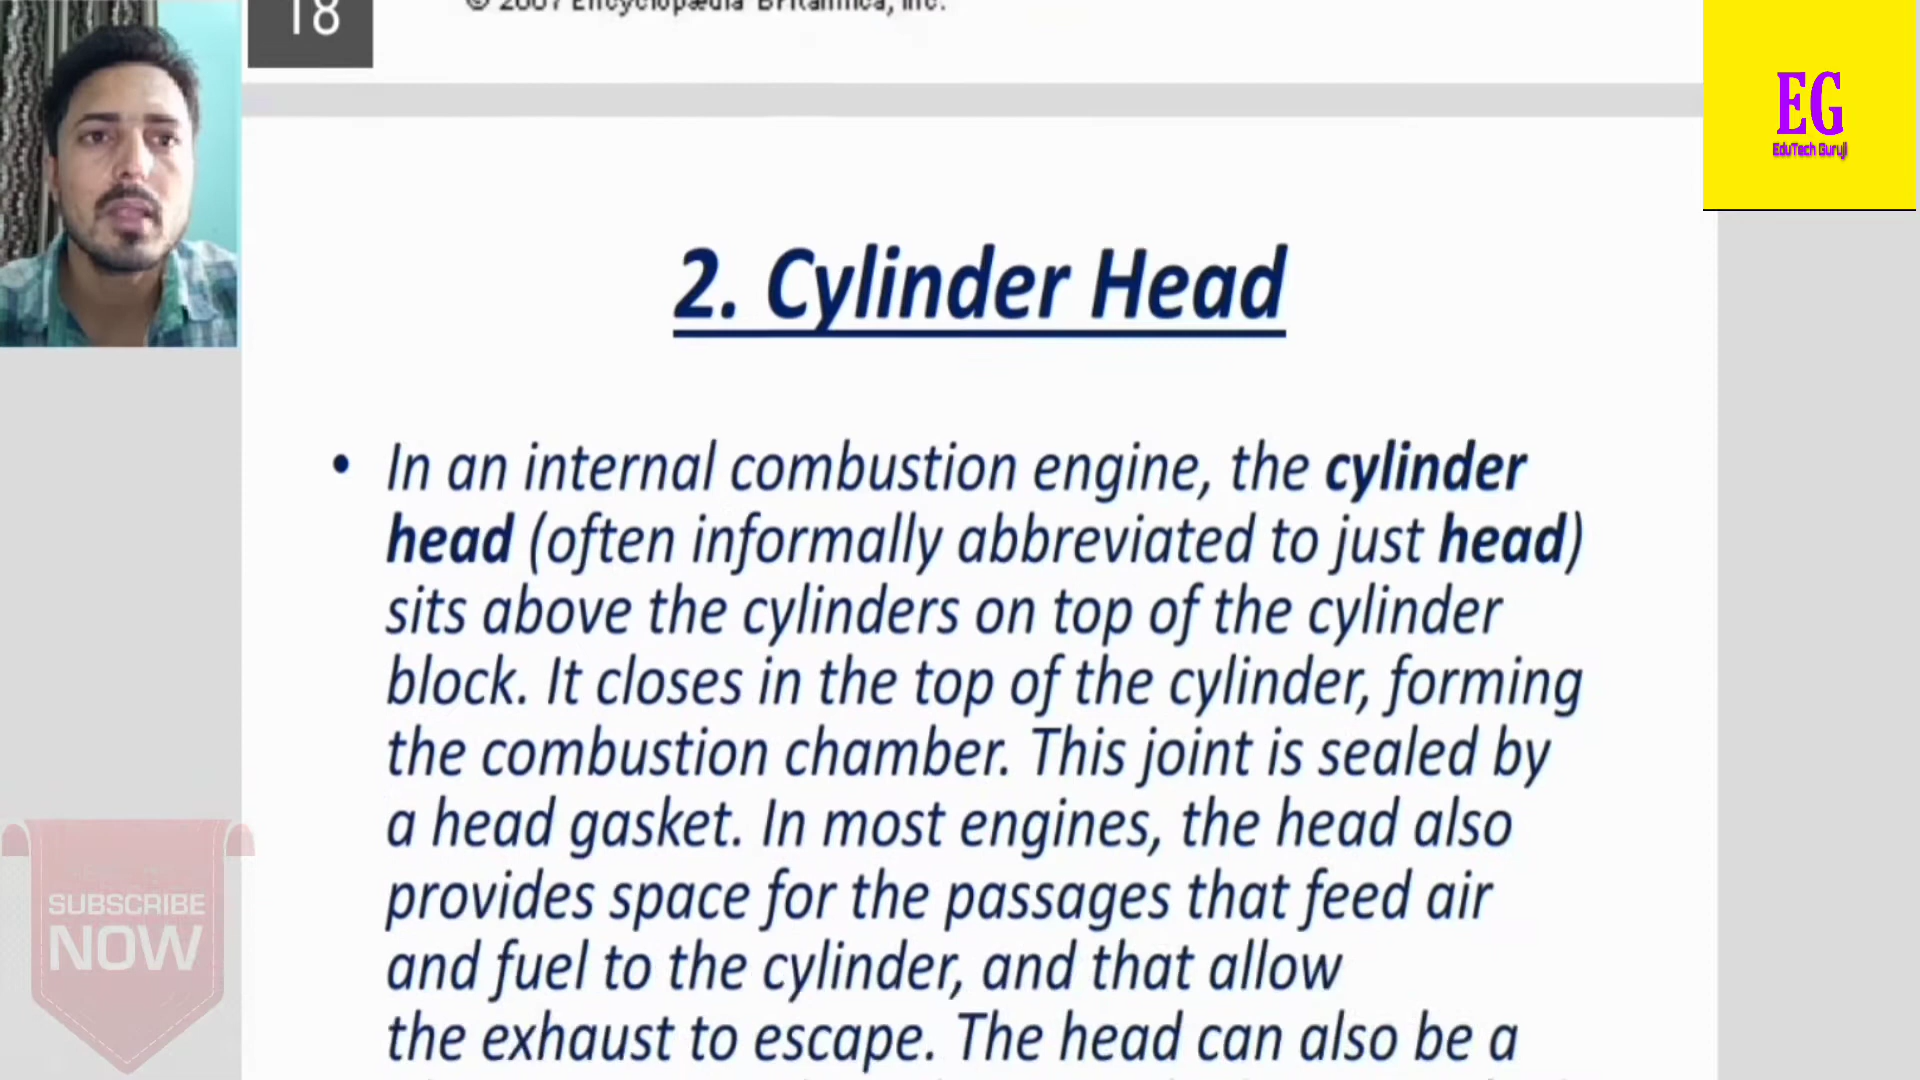 18
© 2007 Encyclopædia Britannica, Inc.
EG
EduTech Guruji
2. Cylinder Head
• In an internal combustion engine, the cylinder
head (often informally abbreviated to just head)
sits above the cylinders on top of the cylinder
block. It closes in the top of the cylinder, forming
the combustion chamber. This joint is sealed by
a head gasket. In most engines, the head also
provides space for the passages that feed air
and fuel to the cylinder, and that allow
the exhaust to escape. The head can also be a
SUBSCRIBE
NOW